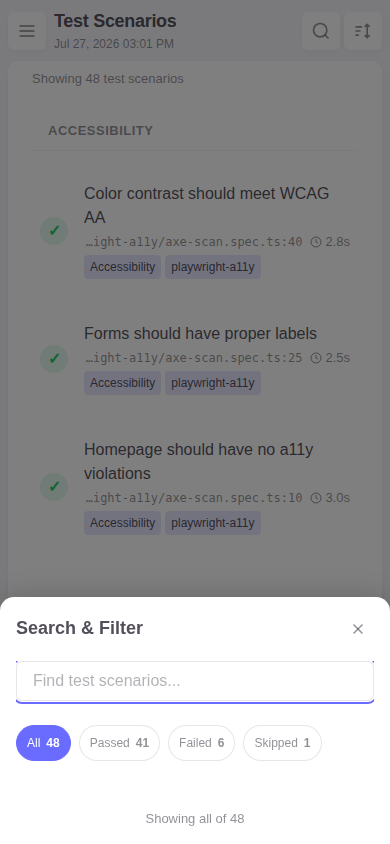 Test Scenarios
Jul 27, 2026 03:01 PM
Showing 48 test scenarios
ACCESSIBILITY
Color contrast should meet WCAG
AA
…ight-a11y/axe-scan.spec.ts:40 2.8s
Accessibility playwright-a11y
Forms should have proper labels
…ight-a11y/axe-scan.spec.ts:25 2.5s
Accessibility playwright-a11y
Homepage should have no a11y
violations
…ight-a11y/axe-scan.spec.ts:10 3.0s
Accessibility playwright-a11y
Search & Filter
Find test scenarios...
All 48 Passed 41 Failed 6 Skipped 1
Showing all of 48